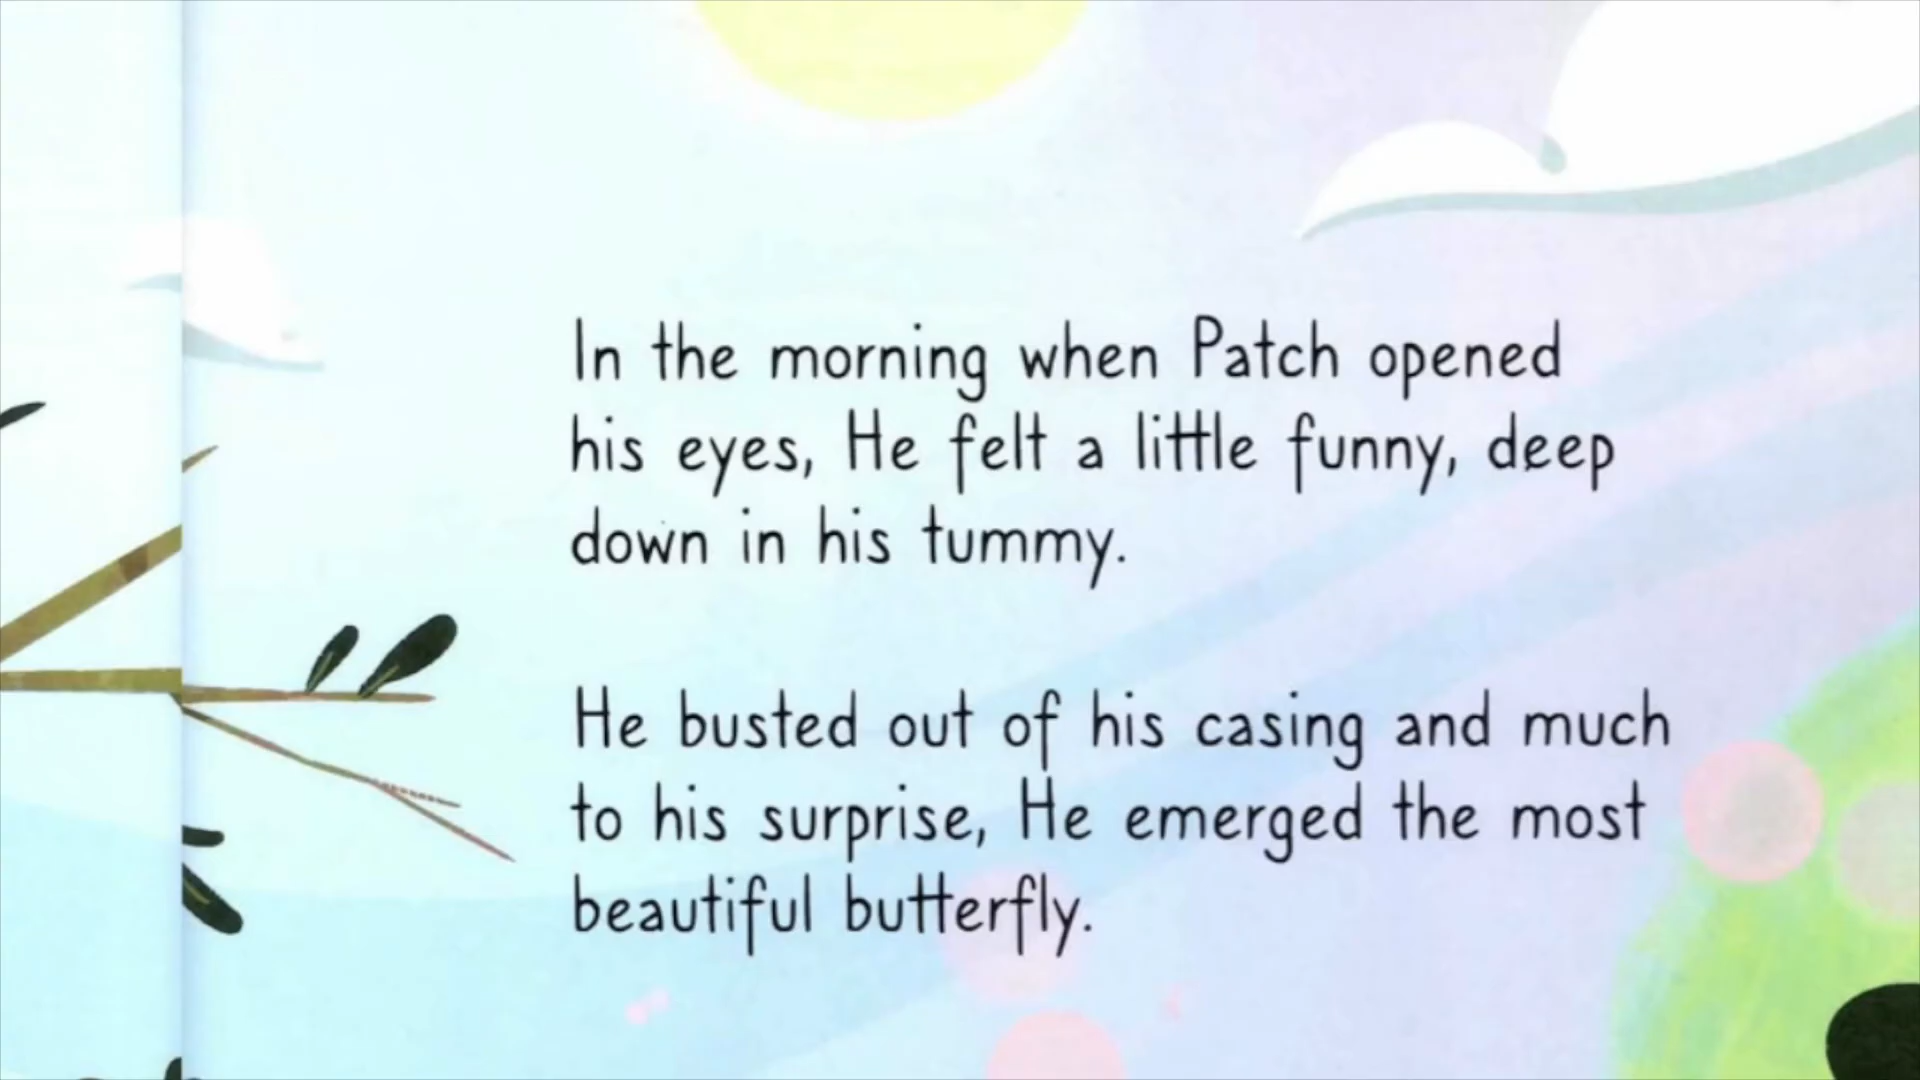 In the morning when Patch opened
his eyes, He felt a little funny, deep
down in his tummy.
He busted out of his casing and much
to his surprise, He emerged the most
beautiful butterfly.